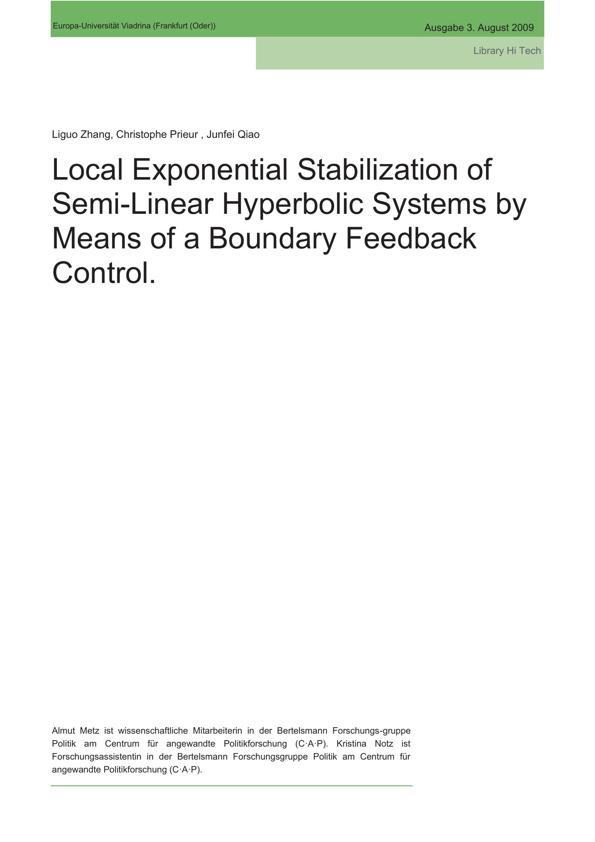 Europa-Universität Viadrina (Frankfurt (Oder))
Ausgabe 3. August 2009
Library Hi Tech
Liguo Zhang, Christophe Prieur , Junfei Qiao
Local Exponential Stabilization of
Semi-Linear Hyperbolic Systems by
Means of a Boundary Feedback
Control.
Almut Metz ist wissenschaftliche Mitarbeiterin in der Bertelsmann Forschungs-gruppe
Politik am Centrum für angewandte Politikforschung (C·A·P). Kristina Notz ist
Forschungsassistentin in der Bertelsmann Forschungsgruppe Politik am Centrum für
angewandte Politikforschung (C·A·P).